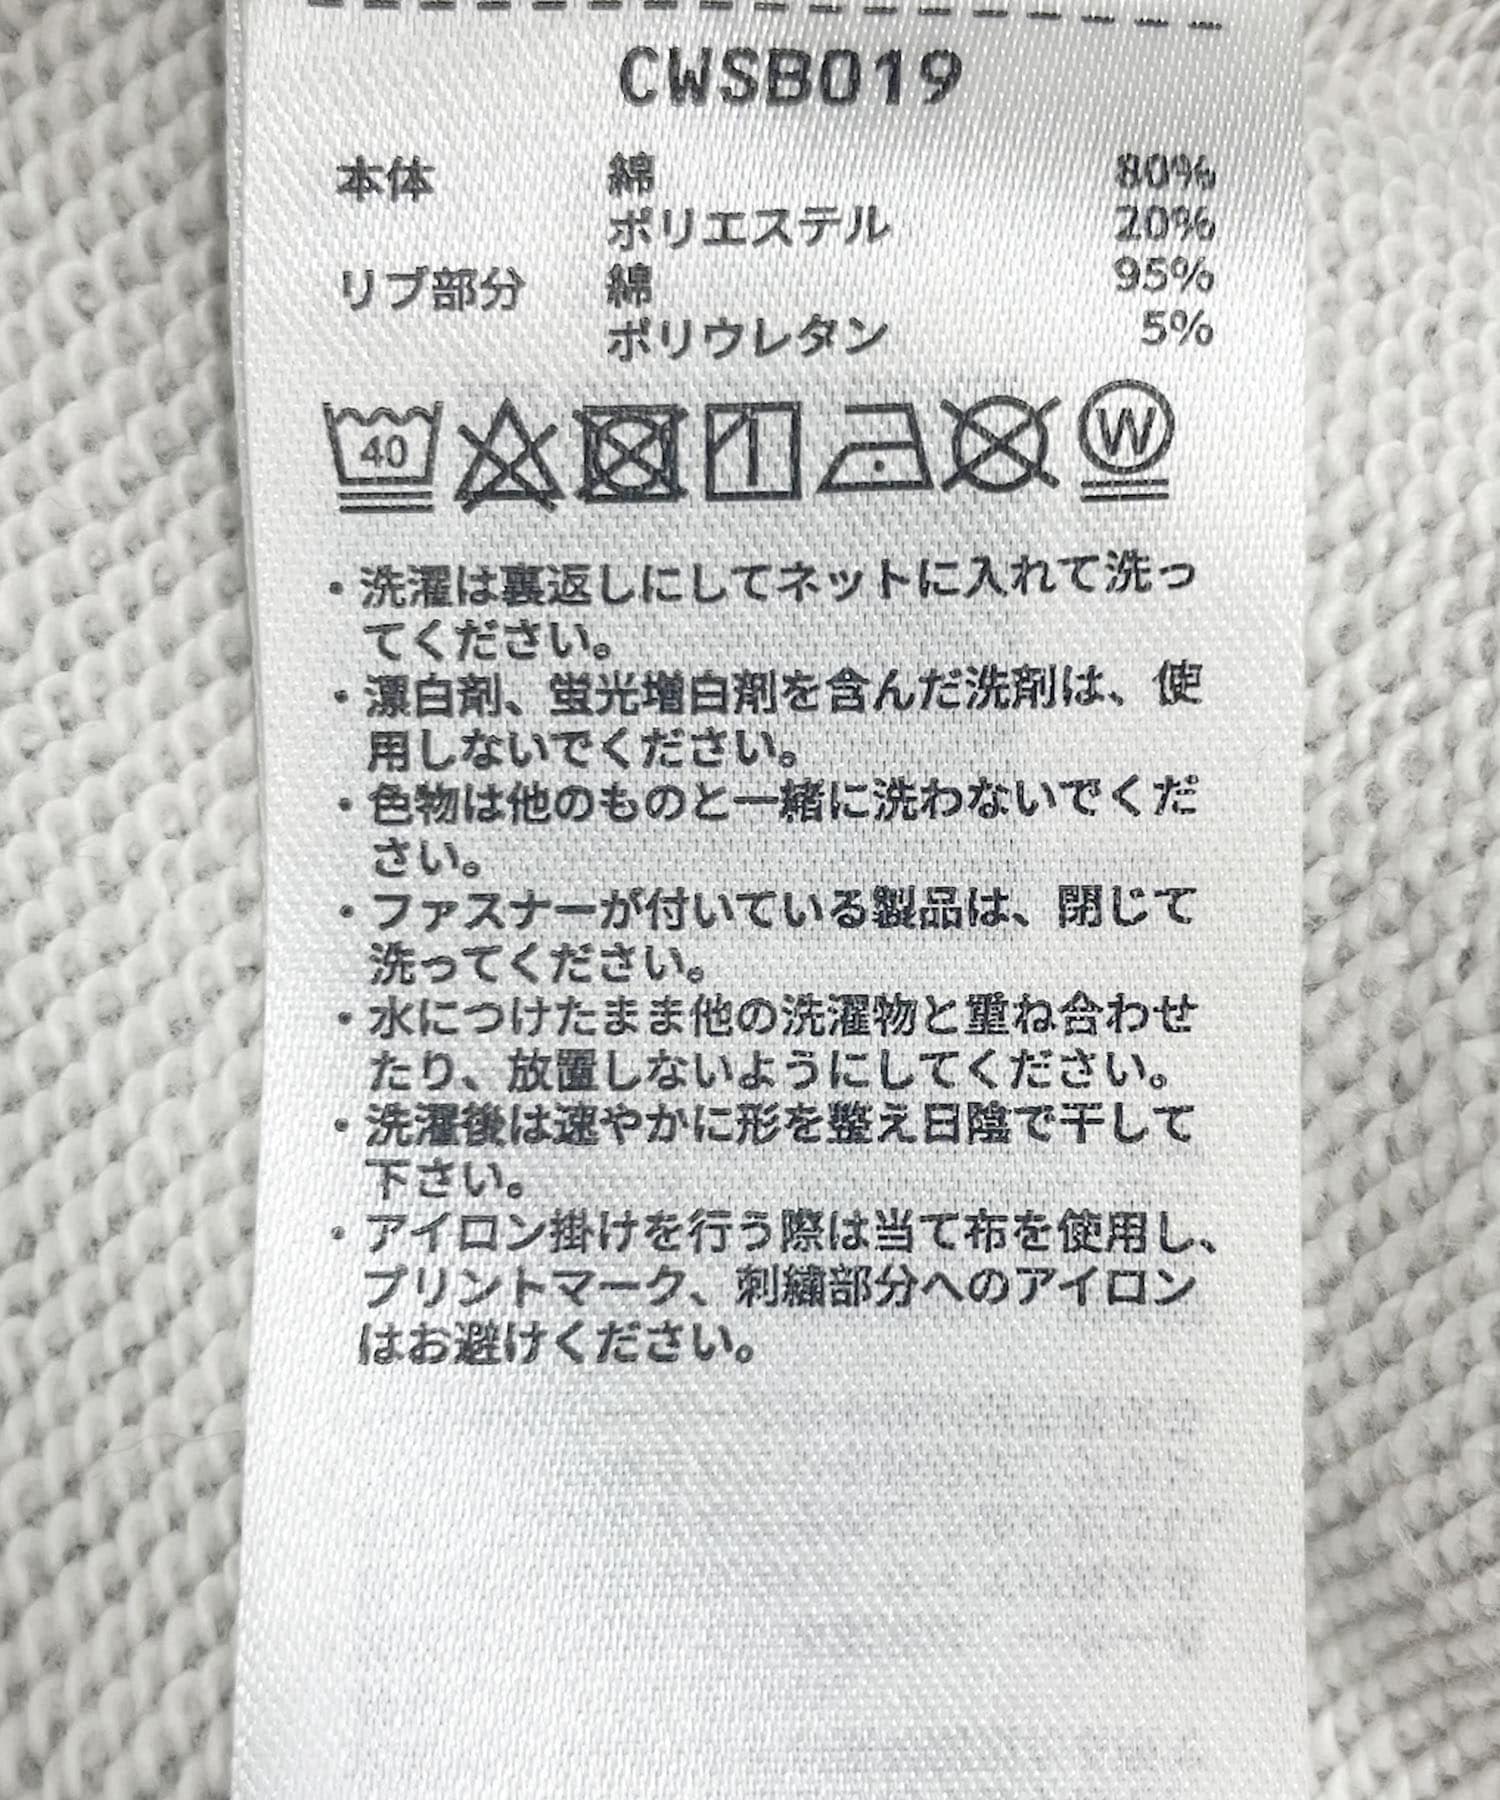 CWSB019
本体 綿 80%
ポリエステル 20%
リブ部分 綿 95%
ポリウレタン 5%
40 W
・洗濯は裏返しにしてネットに入れて洗っ
てください。
・漂白剤、蛍光増白剤を含んだ洗剤は、使
用しないでください。
・色物は他のものと一緒に洗わないでくだ
さい。
・ファスナーが付いている製品は、閉じて
洗ってください。
・水につけたまま他の洗濯物と重ね合わせ
たり、放置しないようにしてください。
・洗濯後は速やかに形を整え日陰で干して
下さい。
・アイロン掛けを行う際は当て布を使用し、
プリントマーク、刺繍部分へのアイロン
はお避けください。